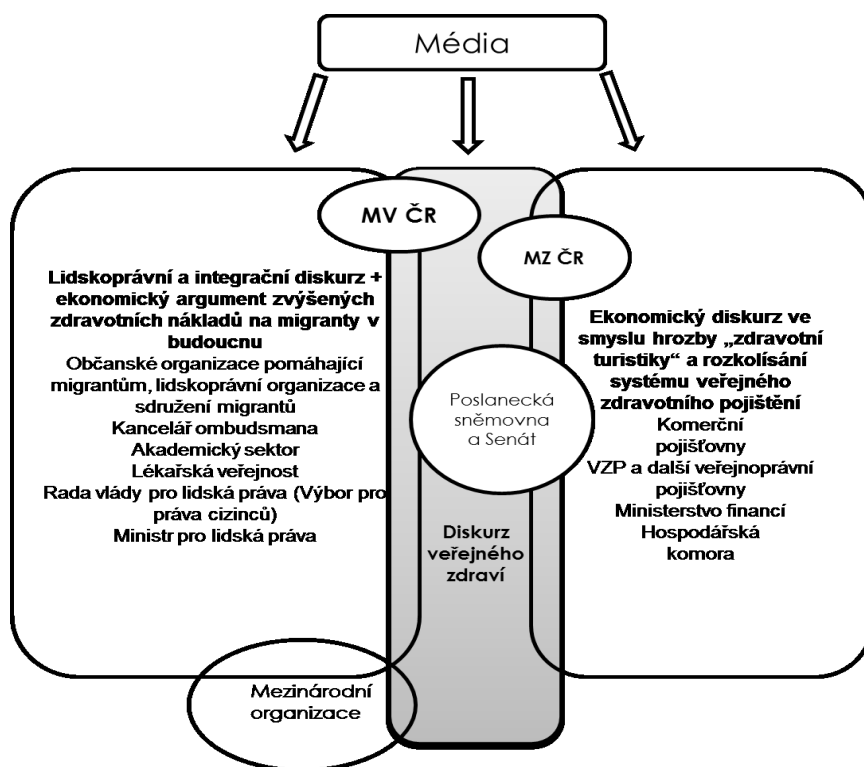 Média
MV ČR
MZ ČR
Lidskoprávní a integrační diskurz +
ekonomický argument zvýšených
zdravotních nákladů na migranty v
budoucnu
Občanské organizace pomáhající
migrantům, lidskoprávní organizace a
sdružení migrantů
Kancelář ombudsmana
Akademický sektor
Lékařská veřejnost
Rada vlády pro lidská práva (Výbor pro
práva cizinců)
Ministr pro lidská práva
Poslanecká
sněmovna
a Senát
Diskurz
veřejného
zdraví
Ekonomický diskurz ve
smyslu hrozby „zdravotní
turistiky“ a rozkolísání
systému veřejného
zdravotního pojištění
Komerční
pojišťovny
VZP a další veřejnoprávní
pojišťovny
Ministerstvo financí
Hospodářská
komora
Mezinárodní
organizace